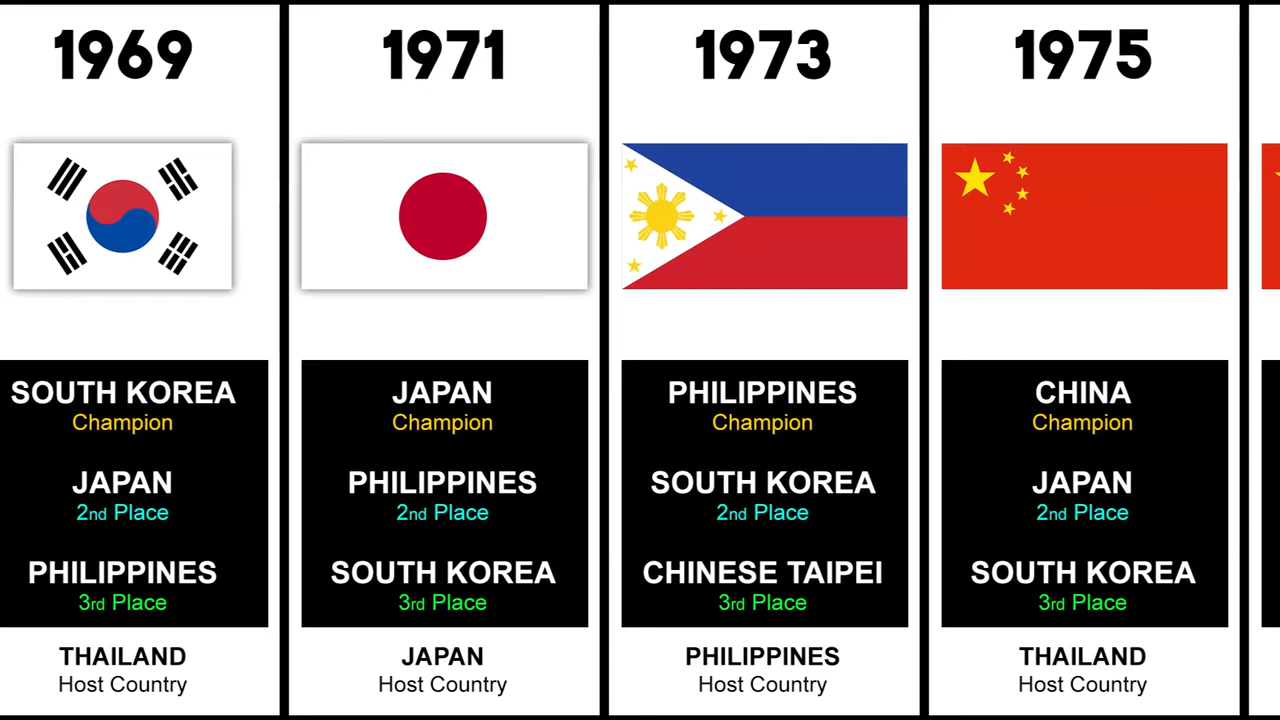 1969
SOUTH KOREA
Champion
JAPAN
2nd Place
PHILIPPINES
3rd Place
THAILAND
Host Country
1971
JAPAN
Champion
PHILIPPINES
2nd Place
SOUTH KOREA
3rd Place
JAPAN
Host Country
1973
PHILIPPINES
Champion
SOUTH KOREA
2nd Place
CHINESE TAIPEI
3rd Place
PHILIPPINES
Host Country
1975
CHINA
Champion
JAPAN
2nd Place
SOUTH KOREA
3rd Place
THAILAND
Host Country